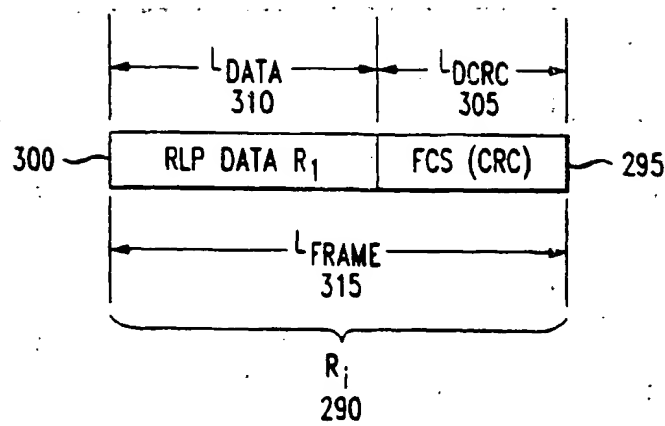 L_DATA L_DCRC
310 305
300 RLP DATA R_1 FCS (CRC) 295
L_FRAME
315
R_i
290